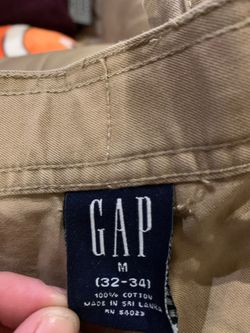 GAP
M
(32-34)
100% COTTON
MADE IN SRI LANKA
RN 54023